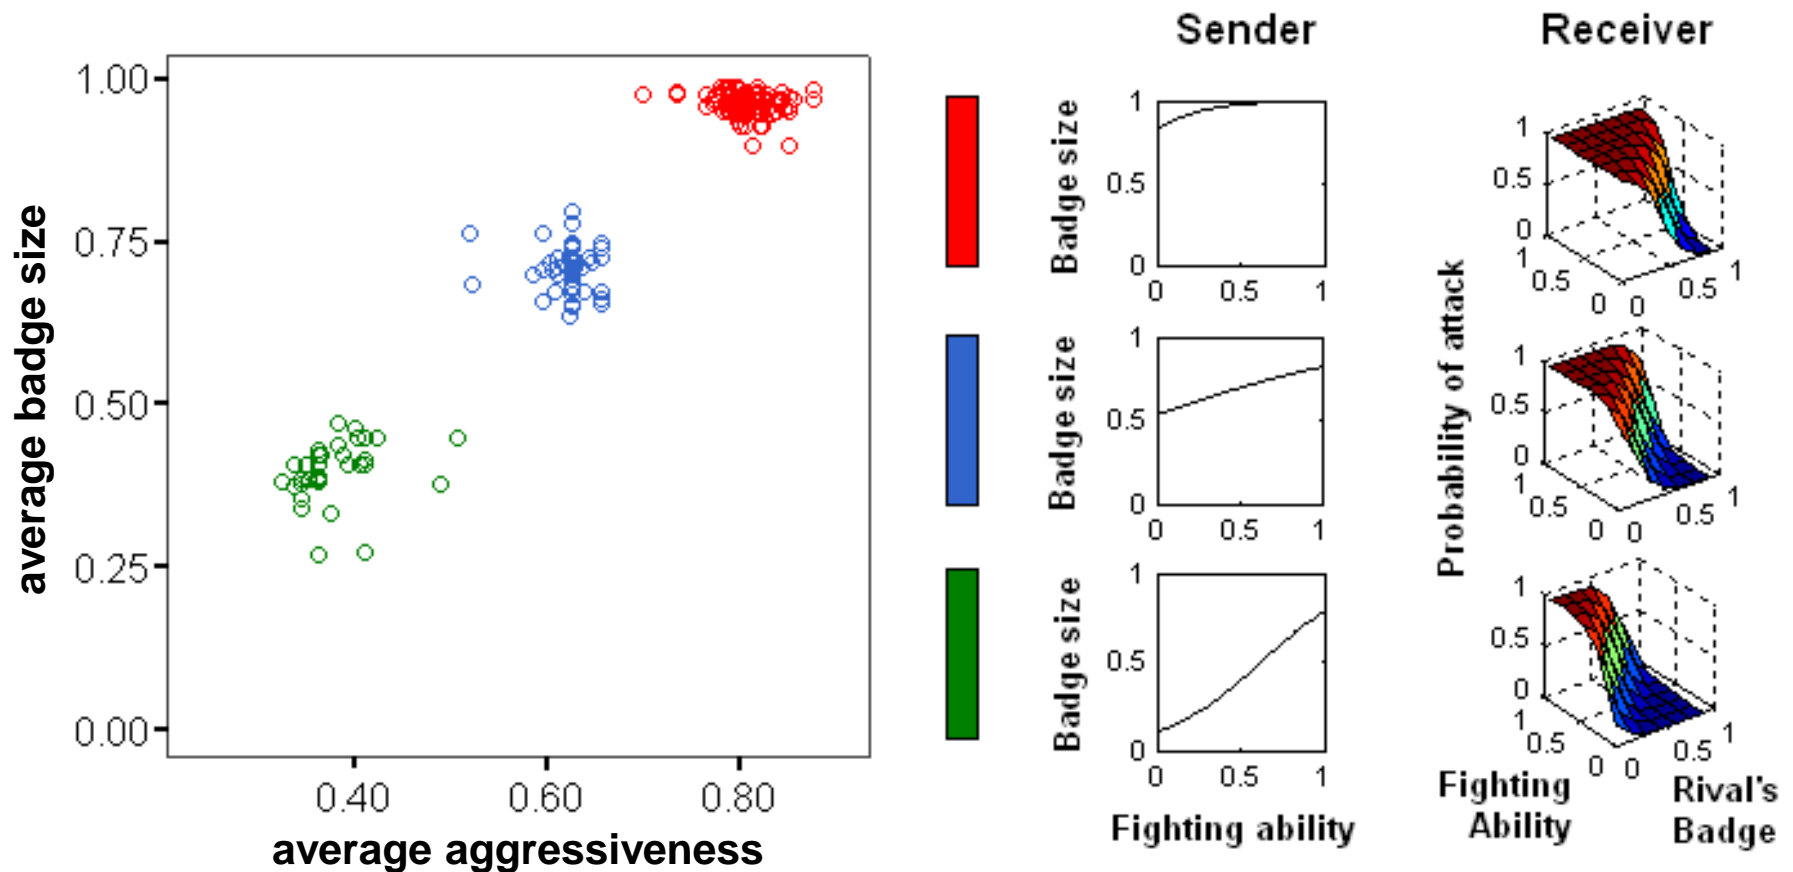 average badge size
1.00
0.75
0.50
0.25
0.00
0.40 0.60 0.80
average aggressiveness
Sender
Badge size
1
0.5
0
0 0.5 1
Badge size
1
0.5
0
0 0.5 1
Badge size
1
0.5
0
0 0.5 1
Fighting ability
Receiver
Probability of attack
1
0.5
0
1 0.5 0
0 0.5 1
1
0.5
0
1 0.5 0
0 0.5 1
1
0.5
0
1 0.5 0
0 0.5 1
Fighting
Ability
Rival's
Badge